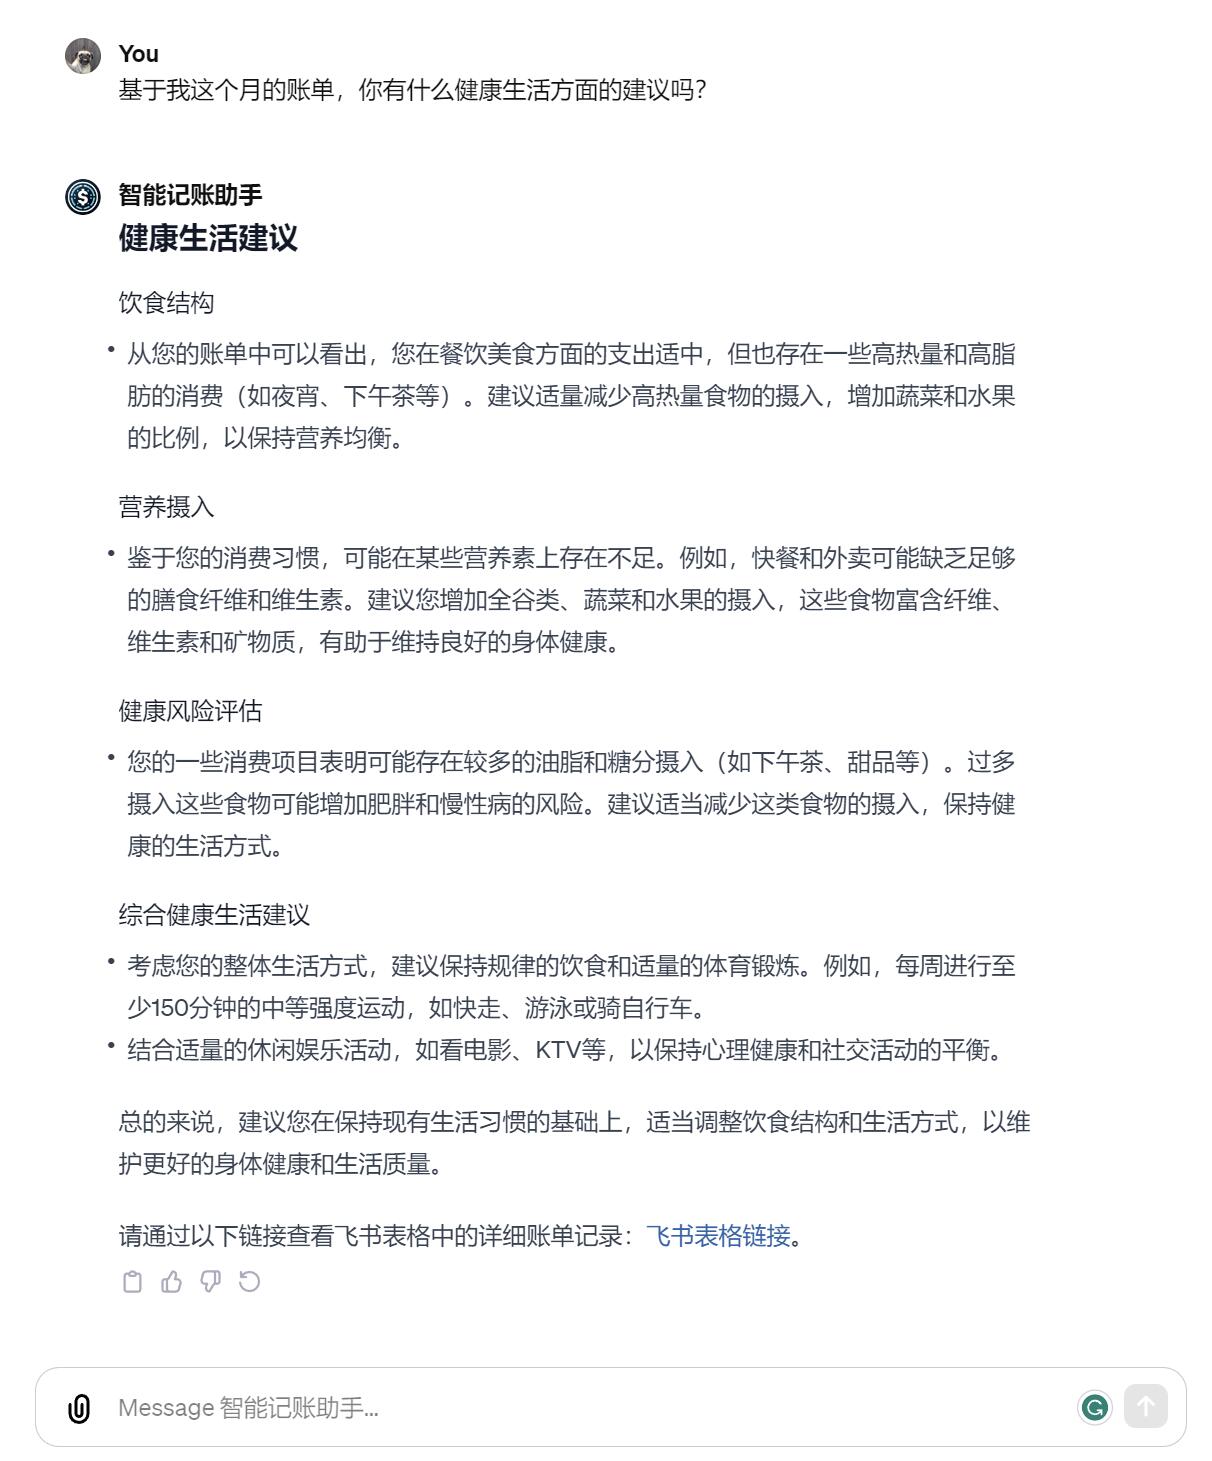 You
基于我这个月的账单，你有什么健康生活方面的建议吗？
智能记账助手
健康生活建议
饮食结构
• 从您的账单中可以看出，您在餐饮美食方面的支出适中，但也存在一些高热量和高脂
肪的消费（如夜宵、下午茶等）。建议适量减少高热量食物的摄入，增加蔬菜和水果
的比例，以保持营养均衡。
营养摄入
• 鉴于您的消费习惯，可能在某些营养素上存在不足。例如，快餐和外卖可能缺乏足够
的膳食纤维和维生素。建议您增加全谷类、蔬菜和水果的摄入，这些食物富含纤维、
维生素和矿物质，有助于维持良好的身体健康。
健康风险评估
• 您的一些消费项目表明可能存在较多的油脂和糖分摄入（如下午茶、甜品等）。过多
摄入这些食物可能增加肥胖和慢性病的风险。建议适当减少这类食物的摄入，保持健
康的生活方式。
综合健康生活建议
• 考虑您的整体生活方式，建议保持规律的饮食和适量的体育锻炼。例如，每周进行至
少150分钟的中等强度运动，如快走、游泳或骑自行车。
• 结合适量的休闲娱乐活动，如看电影、KTV等，以保持心理健康和社交活动的平衡。
总的来说，建议您在保持现有生活习惯的基础上，适当调整饮食结构和生活方式，以维
护更好的身体健康和生活质量。
请通过以下链接查看飞书表格中的详细账单记录：飞书表格链接。
Message 智能记账助手...